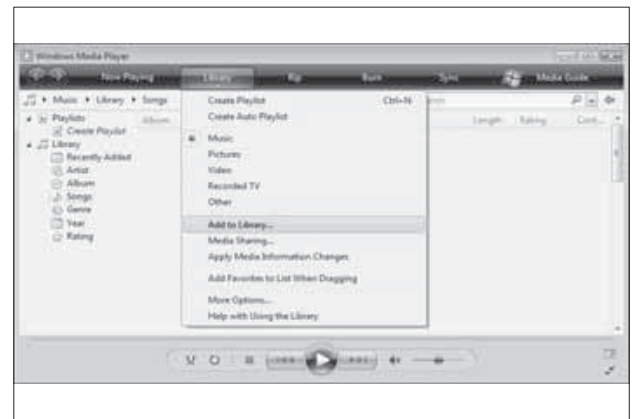 Windows Media Player
Now Playing Library Rip Burn Sync Media Guide
Music Library Songs
Playlists
Create Playlist
Library
Recently Added
Artist
Album
Songs
Genre
Year
Rating
Album
Create Playlist Ctrl+N
Create Auto Playlist
Music
Pictures
Video
Recorded TV
Other
Add to Library...
Media Sharing...
Apply Media Information Changes
Add Favorites to List When Dragging
More Options...
Help with Using the Library
Length Rating Cont...